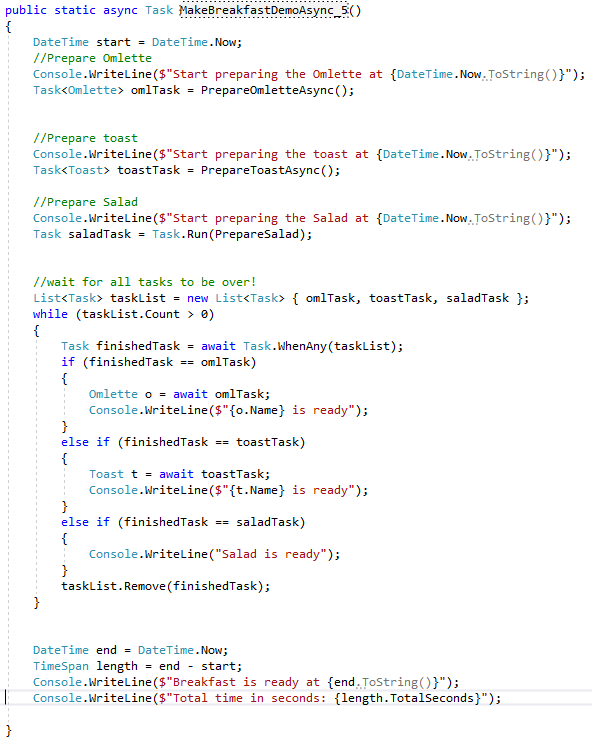 public static async Task MakeBreakfastDemoAsync_5()
{
DateTime start = DateTime.Now;
//Prepare Omlette
Console.WriteLine($"Start preparing the Omlette at {DateTime.Now.ToString()}");
Task<Omlette> omlTask = PrepareOmletteAsync();
//Prepare toast
Console.WriteLine($"Start preparing the toast at {DateTime.Now.ToString()}");
Task<Toast> toastTask = PrepareToastAsync();
//Prepare Salad
Console.WriteLine($"Start preparing the Salad at {DateTime.Now.ToString()}");
Task saladTask = Task.Run(PrepareSalad);
//wait for all tasks to be over!
List<Task> taskList = new List<Task> { omlTask, toastTask, saladTask };
while (taskList.Count > 0)
{
Task finishedTask = await Task.WhenAny(taskList);
if (finishedTask == omlTask)
{
Omlette o = await omlTask;
Console.WriteLine($"{o.Name} is ready");
}
else if (finishedTask == toastTask)
{
Toast t = await toastTask;
Console.WriteLine($"{t.Name} is ready");
}
else if (finishedTask == saladTask)
{
Console.WriteLine("Salad is ready");
}
taskList.Remove(finishedTask);
}
DateTime end = DateTime.Now;
TimeSpan length = end - start;
Console.WriteLine($"Breakfast is ready at {end.ToString()}");
Console.WriteLine($"Total time in seconds: {length.TotalSeconds}");
}